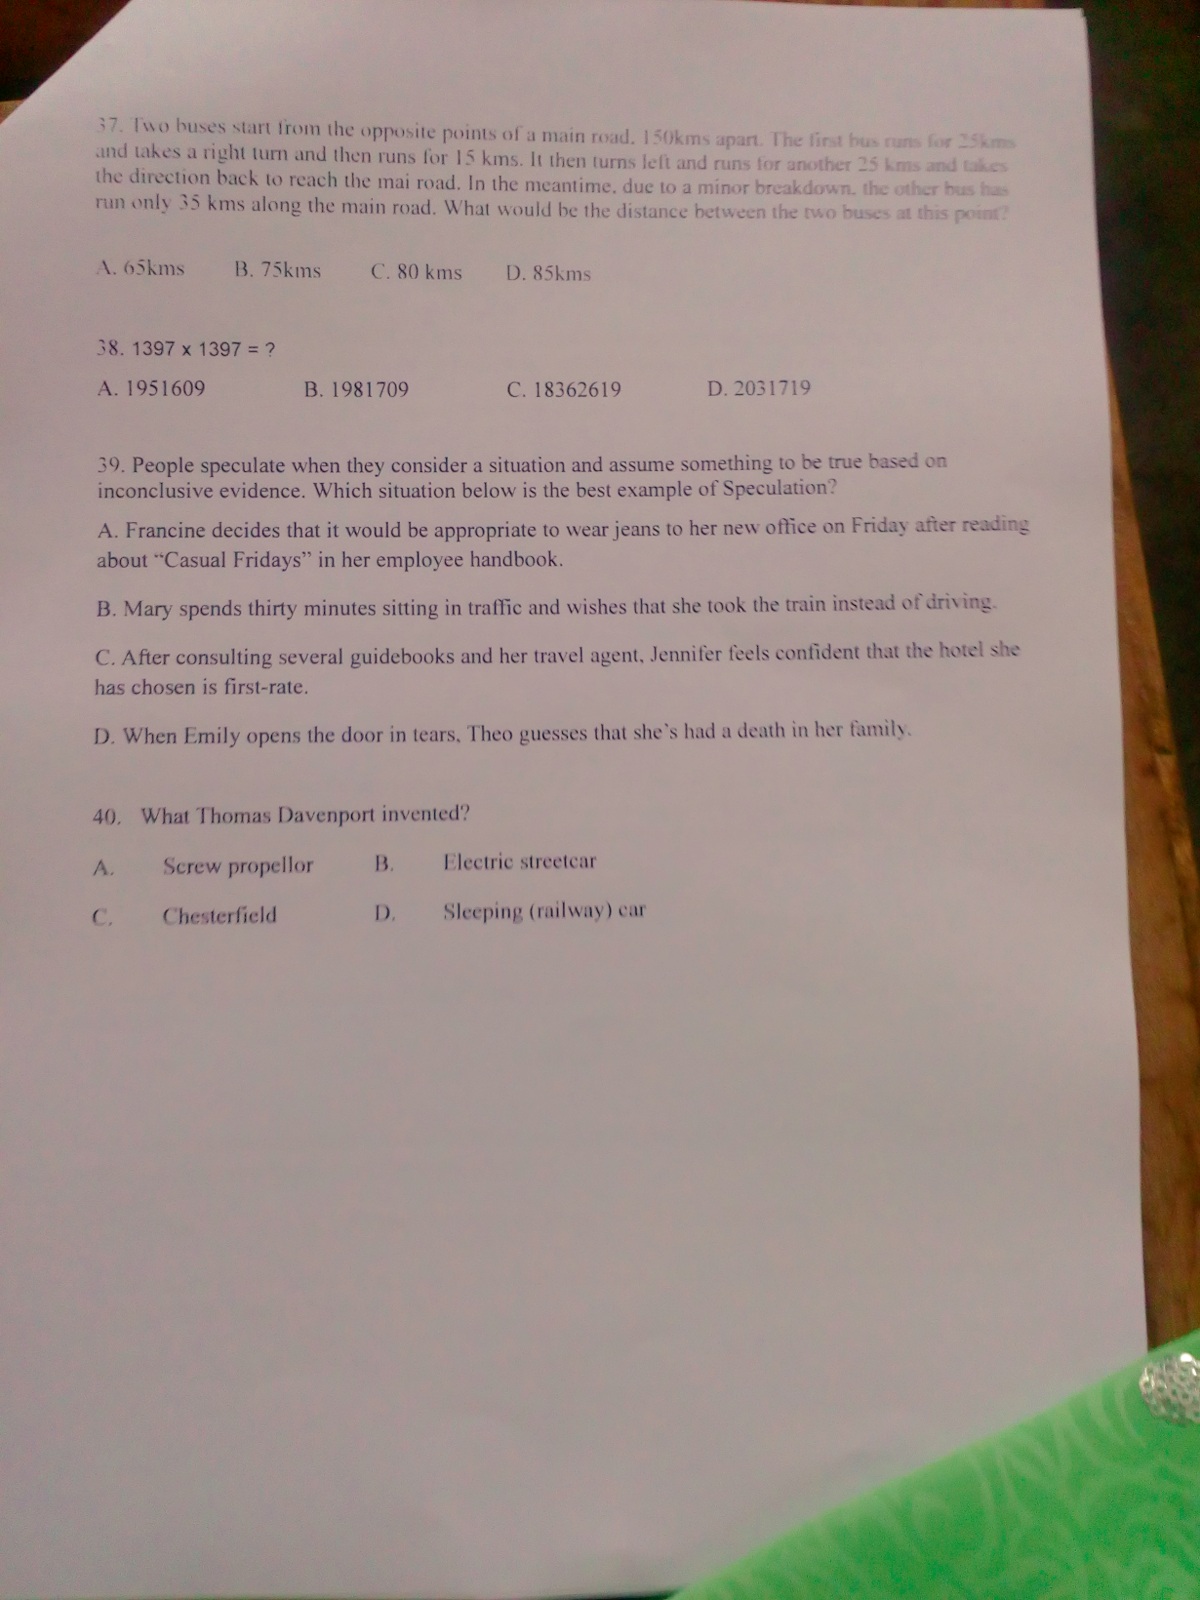 37. Two buses start from the opposite points of a main road, 150kms apart. The first bus runs for 25kms
and takes a right turn and then runs for 15 kms. It then turns left and runs for another 25 kms and takes
the direction back to reach the mai road. In the meantime, due to a minor breakdown, the other bus has
run only 35 kms along the main road. What would be the distance between the two buses at this point?
A. 65kms B. 75kms C. 80 kms D. 85kms
38. 1397 x 1397 = ?
A. 1951609 B. 1981709 C. 18362619 D. 2031719
39. People speculate when they consider a situation and assume something to be true based on
inconclusive evidence. Which situation below is the best example of Speculation?
A. Francine decides that it would be appropriate to wear jeans to her new office on Friday after reading
about “Casual Fridays” in her employee handbook.
B. Mary spends thirty minutes sitting in traffic and wishes that she took the train instead of driving.
C. After consulting several guidebooks and her travel agent, Jennifer feels confident that the hotel she
has chosen is first-rate.
D. When Emily opens the door in tears, Theo guesses that she’s had a death in her family.
40. What Thomas Davenport invented?
A. Screw propellor B. Electric streetcar
C. Chesterfield D. Sleeping (railway) car